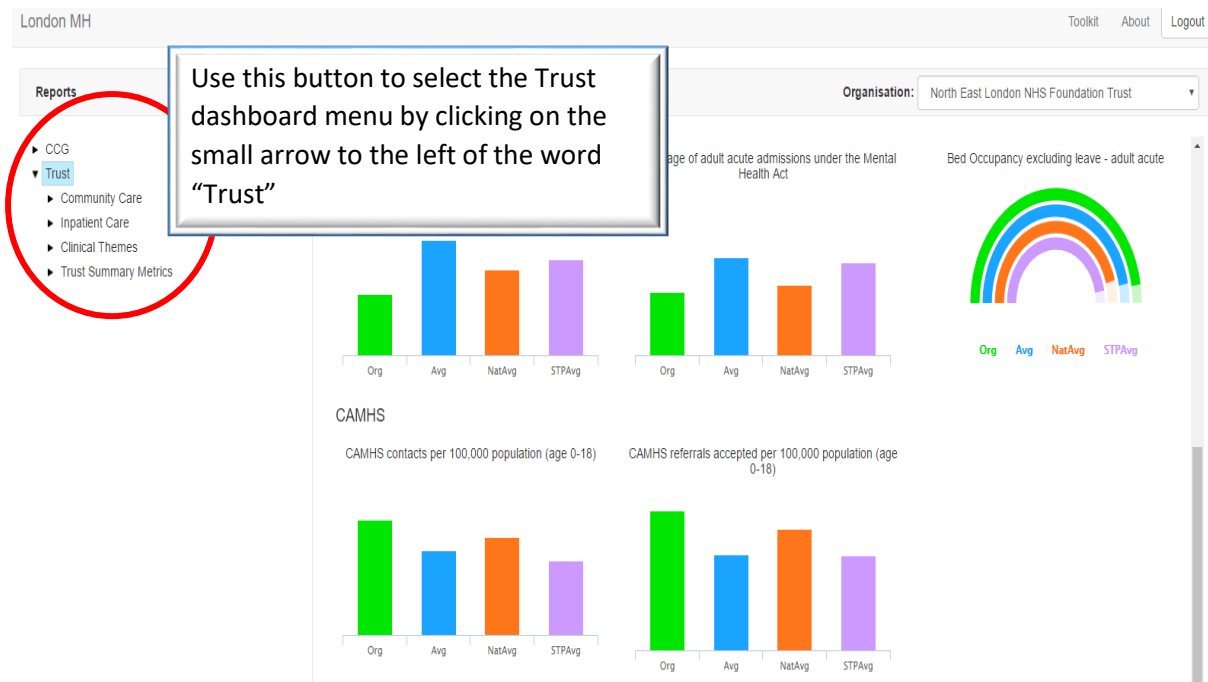 London MH
Toolkit About Logout
Reports
Organisation: North East London NHS Foundation Trust
Use this button to select the Trust
dashboard menu by clicking on the
small arrow to the left of the word
“Trust”
CCG
Trust
Community Care
Inpatient Care
Clinical Themes
Trust Summary Metrics
age of adult acute admissions under the Mental
Health Act
Bed Occupancy excluding leave - adult acute
Org Avg NatAvg STPAvg
Org Avg NatAvg STPAvg
Org Avg NatAvg STPAvg
CAMHS
CAMHS contacts per 100,000 population (age 0-18)
CAMHS referrals accepted per 100,000 population (age
0-18)
Org Avg NatAvg STPAvg
Org Avg NatAvg STPAvg